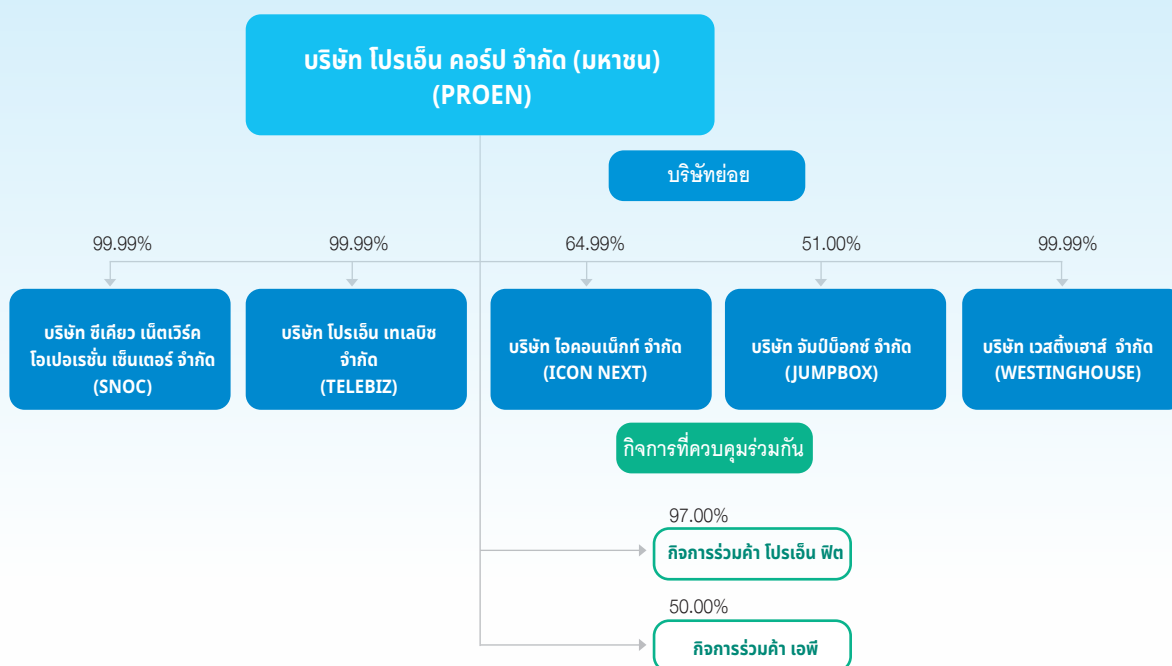 บริษัท โปรเอ็น คอร์ป จำกัด (มหาชน)
(PROEN)
บริษัทย่อย
99.99%
99.99%
64.99%
51.00%
99.99%
บริษัท ซีเคียว เน็ตเวิร์ค
โอเปอเรชั่น เซ็นเตอร์ จำกัด
(SNOC)
บริษัท โปรเอ็น เทเลบิซ
จำกัด
(TELEBIZ)
บริษัท ไอคอนเน็กท์ จำกัด
(ICON NEXT)
บริษัท จัมป์บ็อกซ์ จำกัด
(JUMPBOX)
บริษัท เวสติ้งเฮาส์ จำกัด
(WESTINGHOUSE)
กิจการที่ควบคุมร่วมกัน
97.00%
กิจการร่วมค้า โปรเอ็น ฟิต
50.00%
กิจการร่วมค้า เอพี